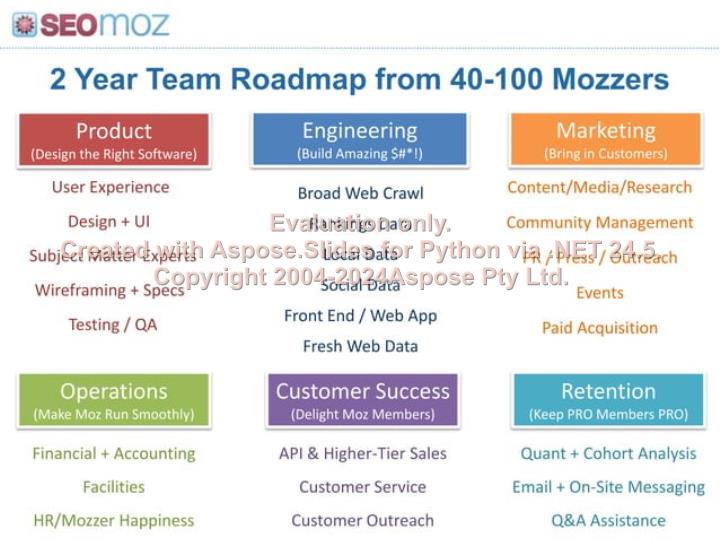 SEOmoz
2 Year Team Roadmap from 40-100 Mozzers
Product
(Design the Right Software)
User Experience
Design + UI
Subject Matter Experts
Wireframing + Specs
Testing / QA
Engineering
(Build Amazing $#*!)
Broad Web Crawl
Rankings Data
Local Data
Social Data
Front End / Web App
Fresh Web Data
Marketing
(Bring in Customers)
Content/Media/Research
Community Management
PR / Press / Outreach
Events
Paid Acquisition
Evaluation only.
Created with Aspose.Slides for Python via .NET 24.5.
Copyright 2004-2024Aspose Pty Ltd.
Operations
(Make Moz Run Smoothly)
Financial + Accounting
Facilities
HR/Mozzer Happiness
Customer Success
(Delight Moz Members)
API & Higher-Tier Sales
Customer Service
Customer Outreach
Retention
(Keep PRO Members PRO)
Quant + Cohort Analysis
Email + On-Site Messaging
Q&A Assistance